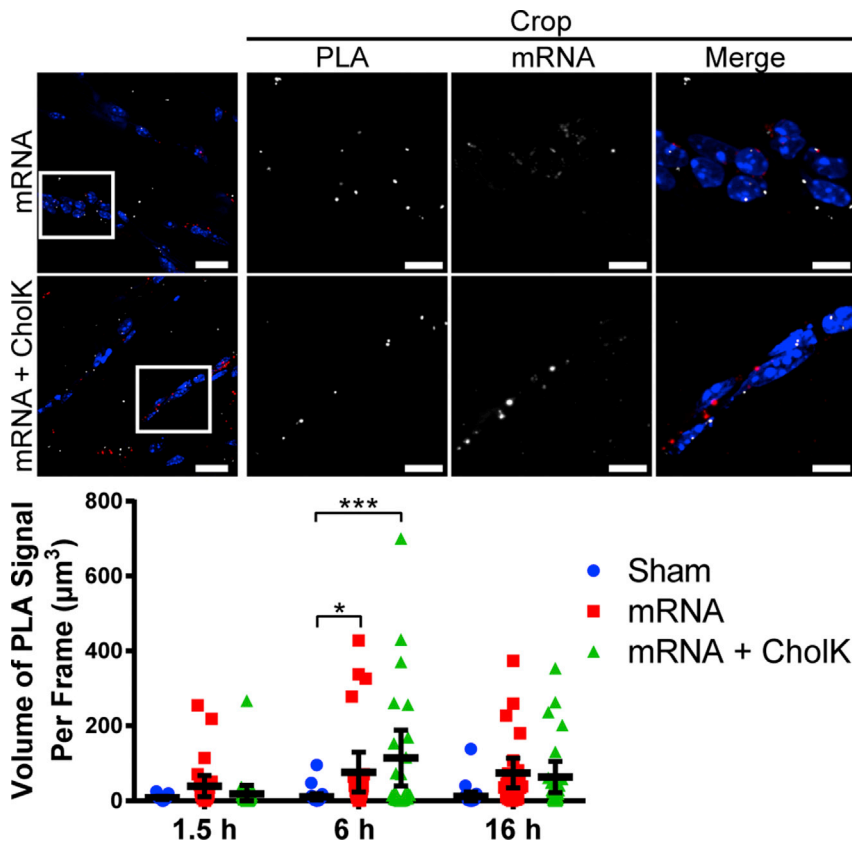 Crop
PLA mRNA Merge
mRNA
mRNA + CholK
Volume of PLA Signal
Per Frame (µm³)
800
600
400
200
0
***
*
1.5 h 6 h 16 h
Sham
mRNA
mRNA + CholK